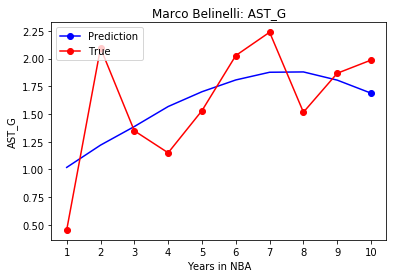 Marco Belinelli: AST_G
Prediction
True
AST_G
2.25
2.00
1.75
1.50
1.25
1.00
0.75
0.50
1 2 3 4 5 6 7 8 9 10
Years in NBA